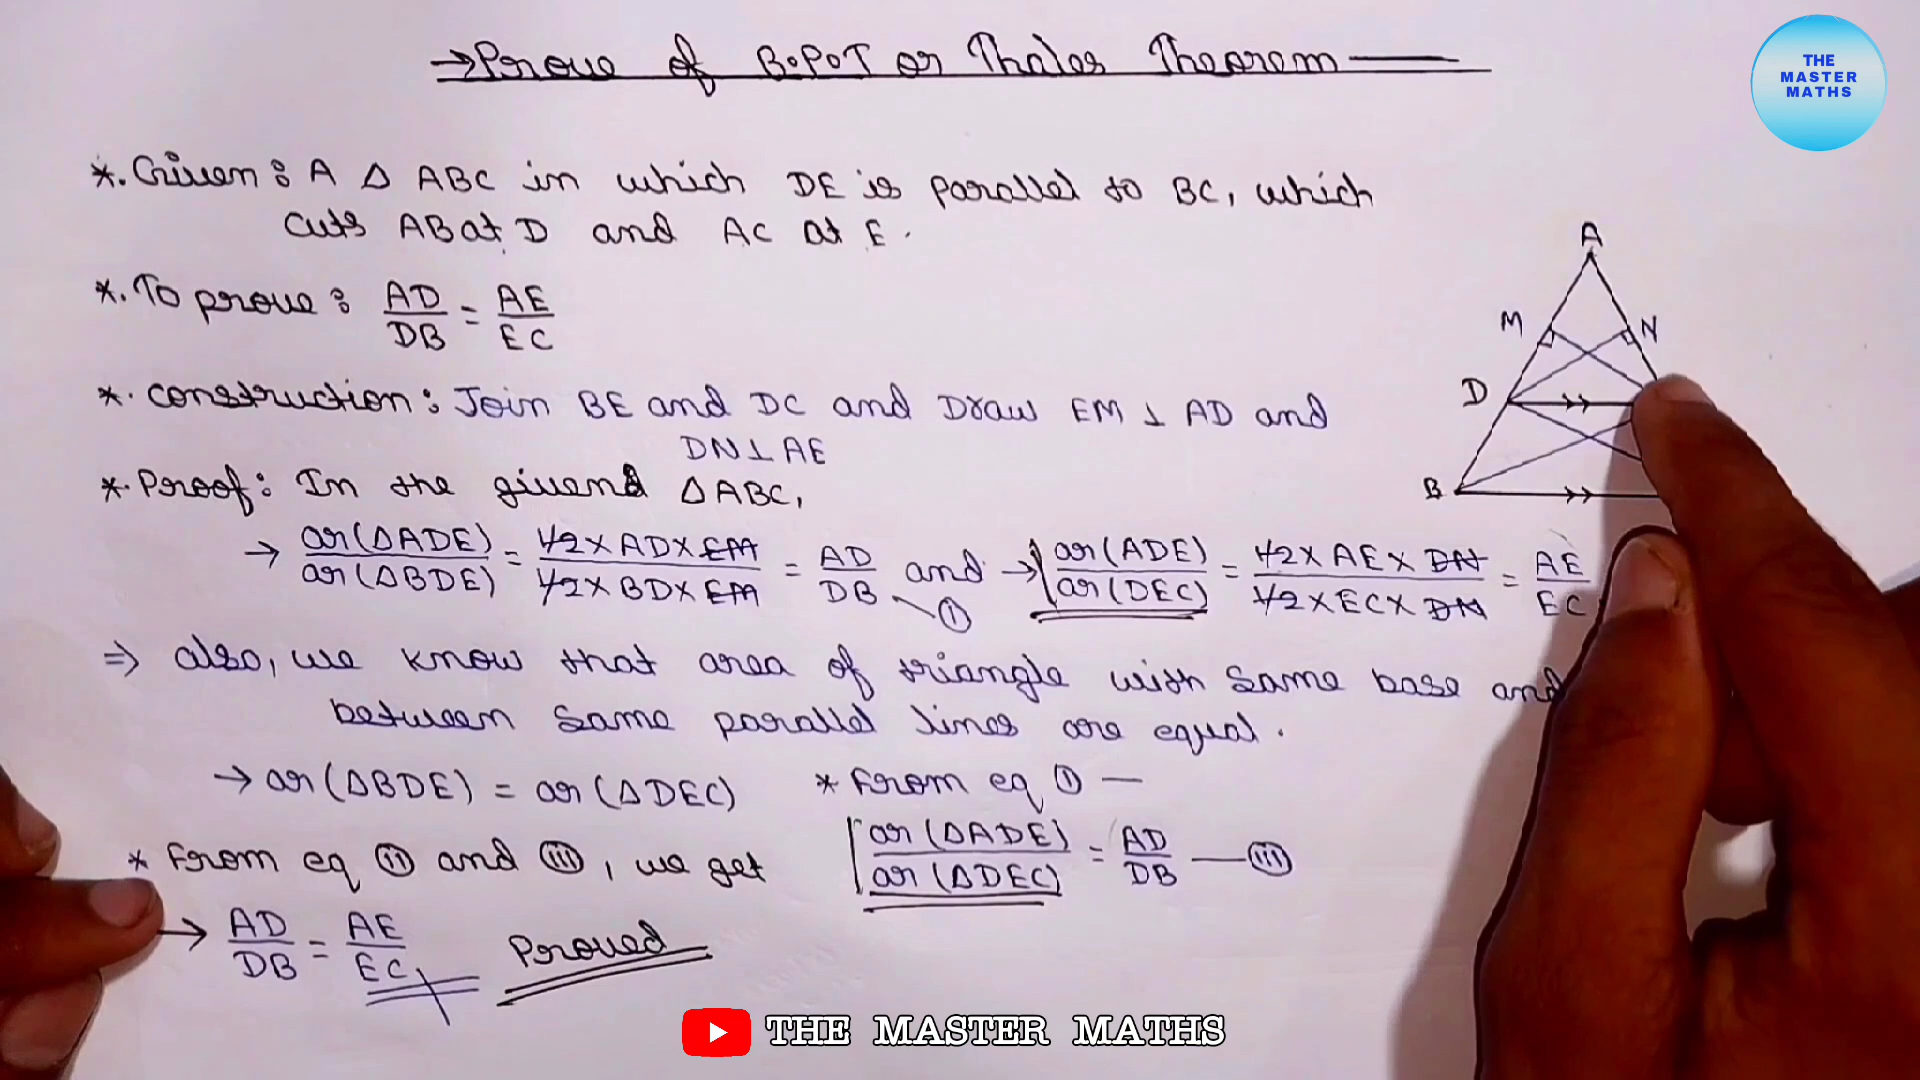 → Prove of B.P.T or Thales Theorem —
THE
MASTER
MATHS
*. Given : A △ ABC in which DE is parallel to BC, which
cuts AB at D and AC at E.
*. To prove : AD/DB = AE/EC
*. construction : Join BE and DC and Draw EM ⊥ AD and
DN ⊥ AE
*. Proof : In the given △ABC,
→ ar(△ADE)/ar(△BDE) = 1/2 × AD × EM / 1/2 × BD × EM = AD/DB — ① and → ar(ADE)/ar(DEC) = 1/2 × AE × DN / 1/2 × EC × DN = AE/EC
⇒ also, we know that area of triangle with same base and
between same parallel lines are equal.
→ ar(△BDE) = ar(△DEC)
* From eq ① —
ar(△ADE)/ar(△DEC) = AD/DB — (iii)
* From eq (ii) and (iii), we get
→ AD/DB = AE/EC Proved
A
M
N
D
B
THE MASTER MATHS